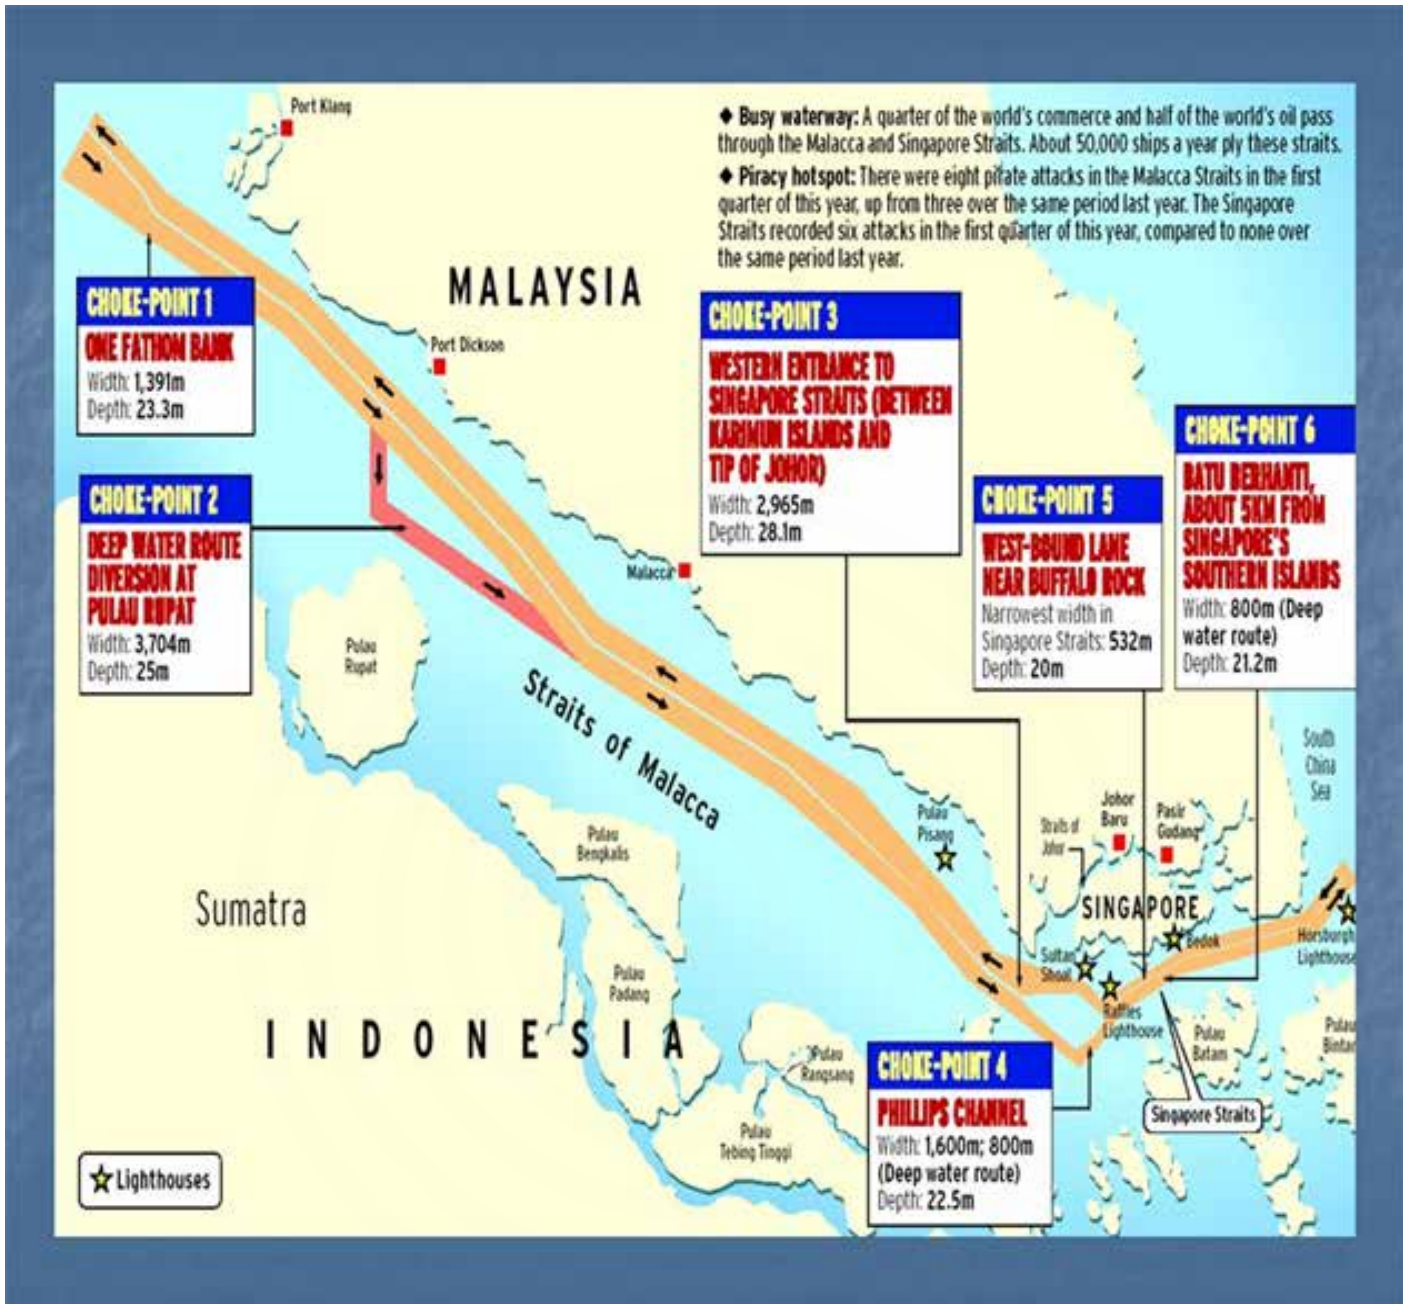 Port Klang
◆ Busy waterway: A quarter of the world's commerce and half of the world's oil pass
through the Malacca and Singapore Straits. About 50,000 ships a year ply these straits.
◆ Piracy hotspot: There were eight pirate attacks in the Malacca Straits in the first
quarter of this year, up from three over the same period last year. The Singapore
Straits recorded six attacks in the first quarter of this year, compared to none over
the same period last year.
MALAYSIA
CHOKE-POINT 1
ONE FATHOM BANK
Width: 1,391m
Depth: 23.3m
Port Dickson
CHOKE-POINT 3
WESTERN ENTRANCE TO
SINGAPORE STRAITS (BETWEEN
KARIMUN ISLANDS AND
TIP OF JOHOR)
Width: 2,965m
Depth: 28.1m
CHOKE-POINT 6
BATU BERHANTI,
ABOUT 5KM FROM
SINGAPORE'S
SOUTHERN ISLANDS
Width: 800m (Deep
water route)
Depth: 21.2m
CHOKE-POINT 2
DEEP WATER ROUTE
DIVERSION AT
PULAU RUPAT
Width: 3,704m
Depth: 25m
CHOKE-POINT 5
WEST-BOUND LANE
NEAR BUFFALO ROCK
Narrowest width in
Singapore Straits: 532m
Depth: 20m
Malacca
Pulau
Rupat
Straits of Malacca
South
China
Sea
Pulau
Pisang
Straits of
Johor
Johor
Baru
Pasir
Gudang
Pulau
Bengkalis
Sumatra
SINGAPORE
Bedok
Horsburgh
Lighthouse
Sultan
Shoal
Raffles
Lighthouse
Pulau
Padang
INDONESIA
Pulau
Batam
Pulau
Bintan
Pulau
Rangsang
CHOKE-POINT 4
PHILLIPS CHANNEL
Width: 1,600m; 800m
(Deep water route)
Depth: 22.5m
Singapore Straits
Pulau
Tebing Tinggi
Lighthouses